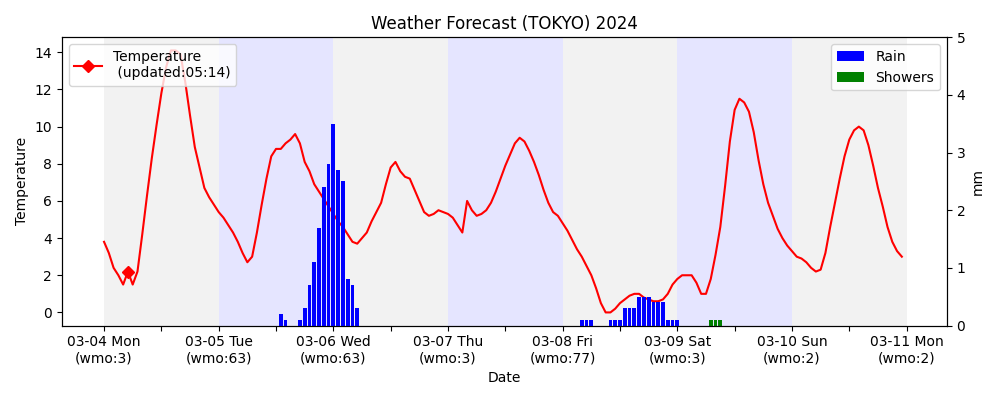 Weather Forecast (TOKYO) 2024
Temperature
(updated:05:14)
Rain
Showers
14
12
10
8
6
4
2
0
Temperature
5
4
3
2
1
0
mm
03-04 Mon
(wmo:3)
03-05 Tue
(wmo:63)
03-06 Wed
(wmo:63)
03-07 Thu
(wmo:3)
03-08 Fri
(wmo:77)
03-09 Sat
(wmo:3)
03-10 Sun
(wmo:2)
03-11 Mon
(wmo:2)
Date